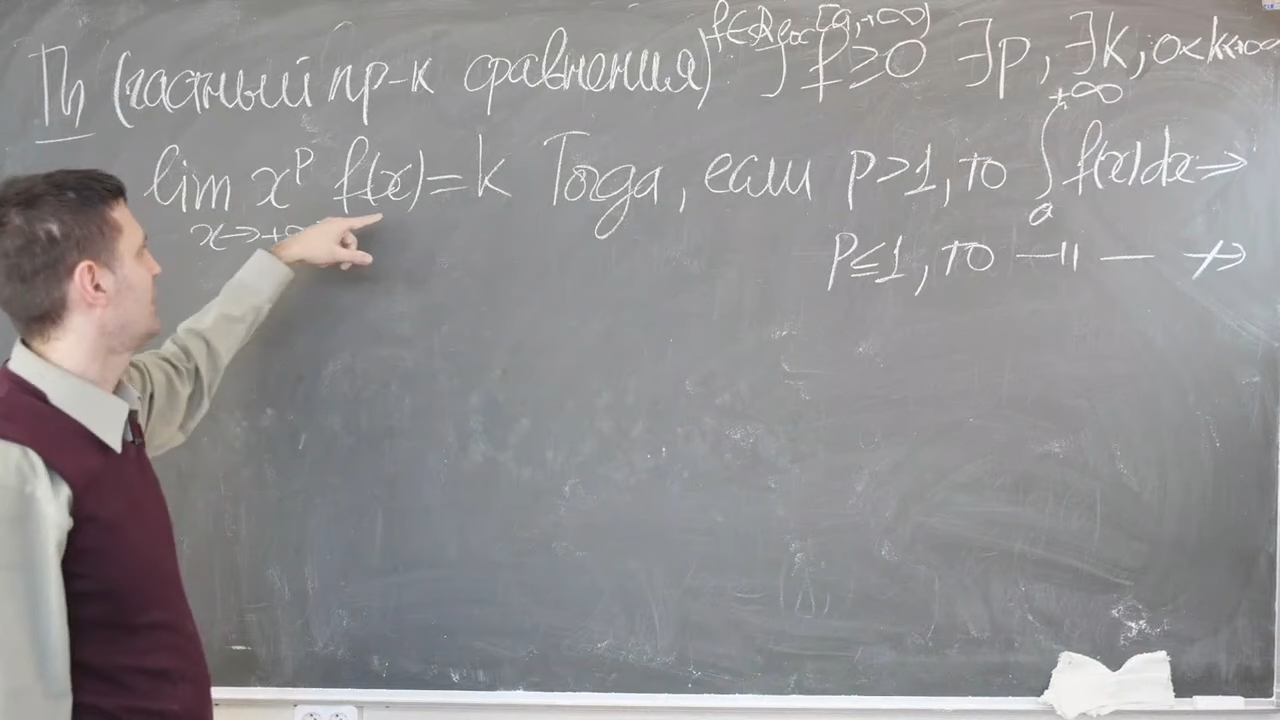 Th (частный пр-к сравнения) ] f∈R_loc[a,+∞) f≥0 ∃p, ∃k, 0<k<+∞
lim x→+∞ x^p f(x)=k Тогда, если p>1, то ∫_a^{+∞} f(x)dx→
p≤1, то —〃— ↛